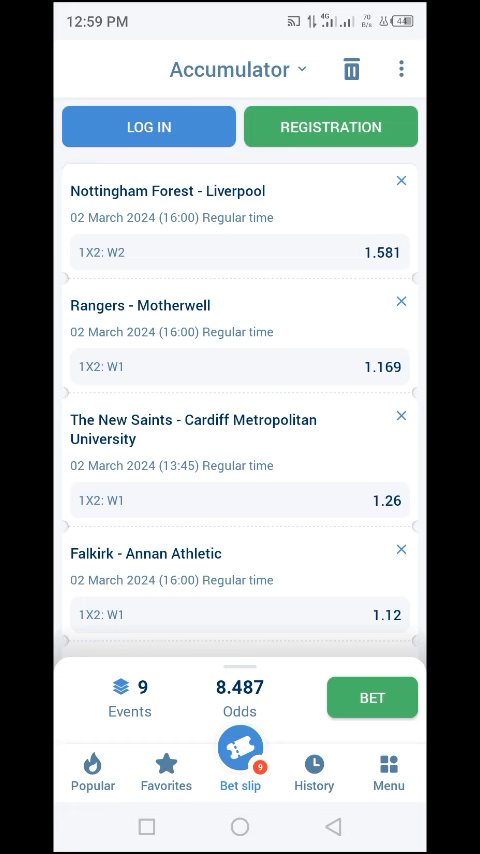 12:59 PM
4G
70
B/s
44
Accumulator
LOG IN
REGISTRATION
Nottingham Forest - Liverpool
02 March 2024 (16:00) Regular time
1X2: W2 1.581
Rangers - Motherwell
02 March 2024 (16:00) Regular time
1X2: W1 1.169
The New Saints - Cardiff Metropolitan
University
02 March 2024 (13:45) Regular time
1X2: W1 1.26
Falkirk - Annan Athletic
02 March 2024 (16:00) Regular time
1X2: W1 1.12
9 8.487
Events Odds
BET
9
Popular Favorites Bet slip History Menu